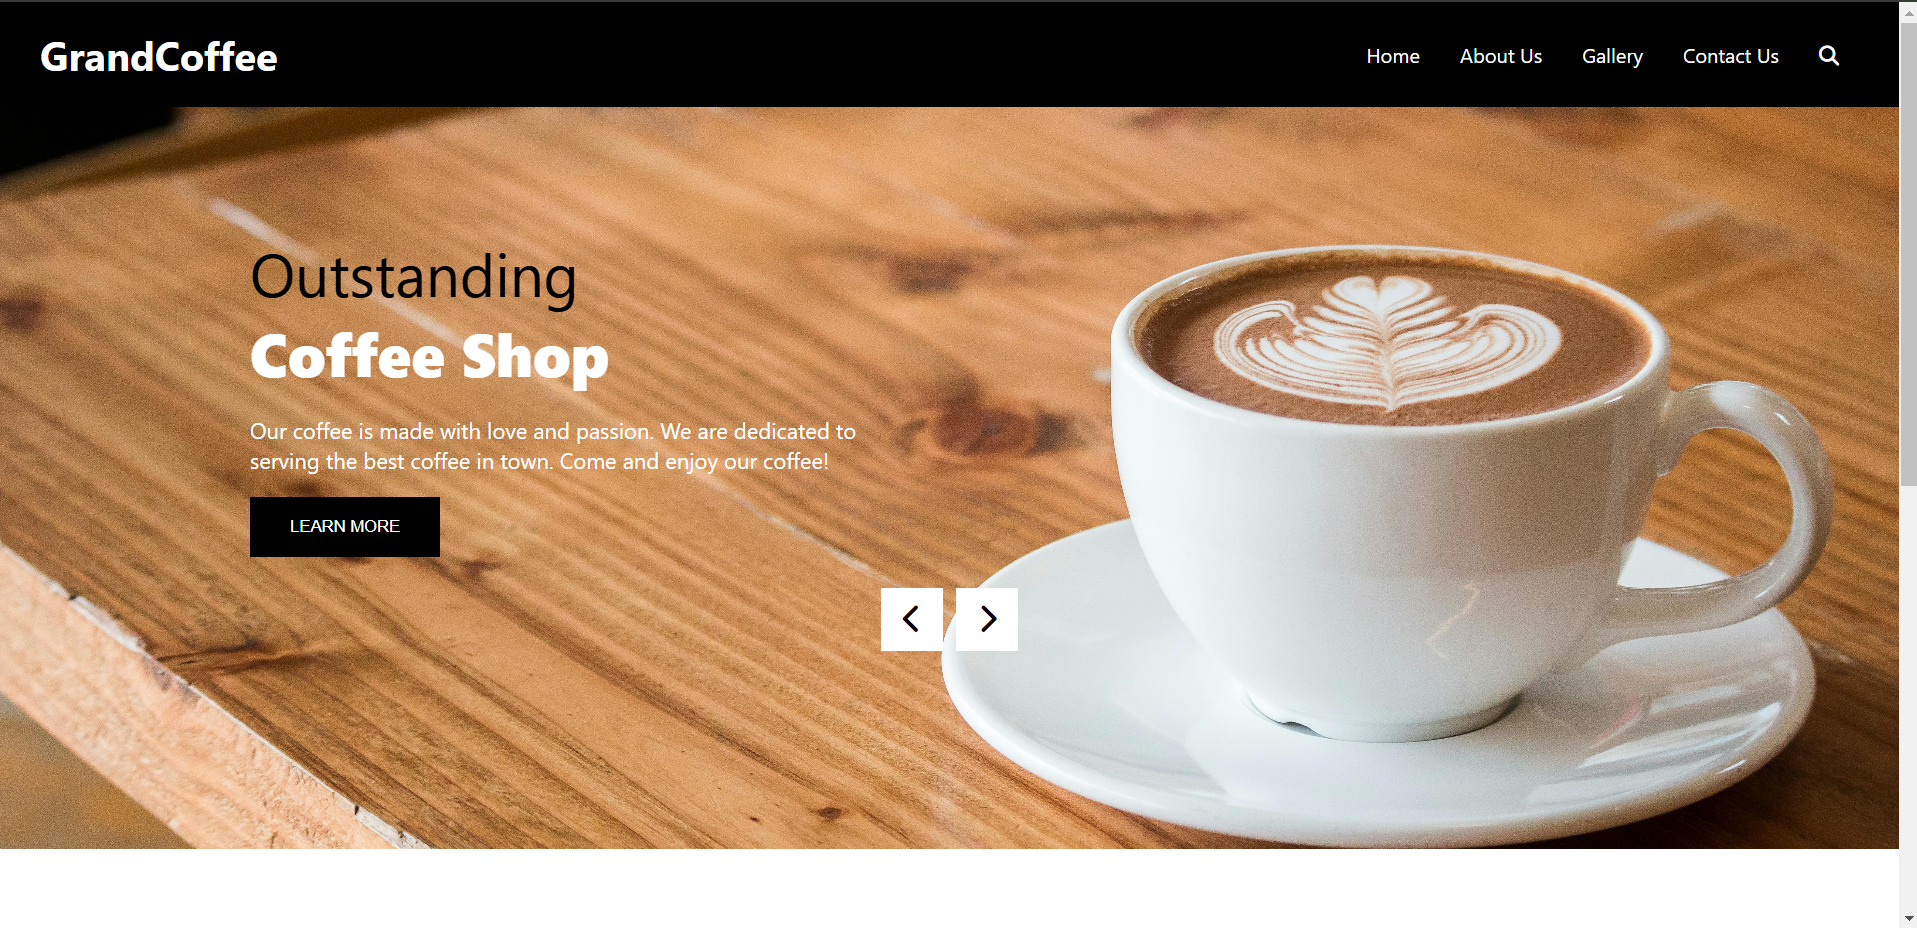 GrandCoffee
Home About Us Gallery Contact Us
Outstanding
Coffee Shop
Our coffee is made with love and passion. We are dedicated to
serving the best coffee in town. Come and enjoy our coffee!
LEARN MORE